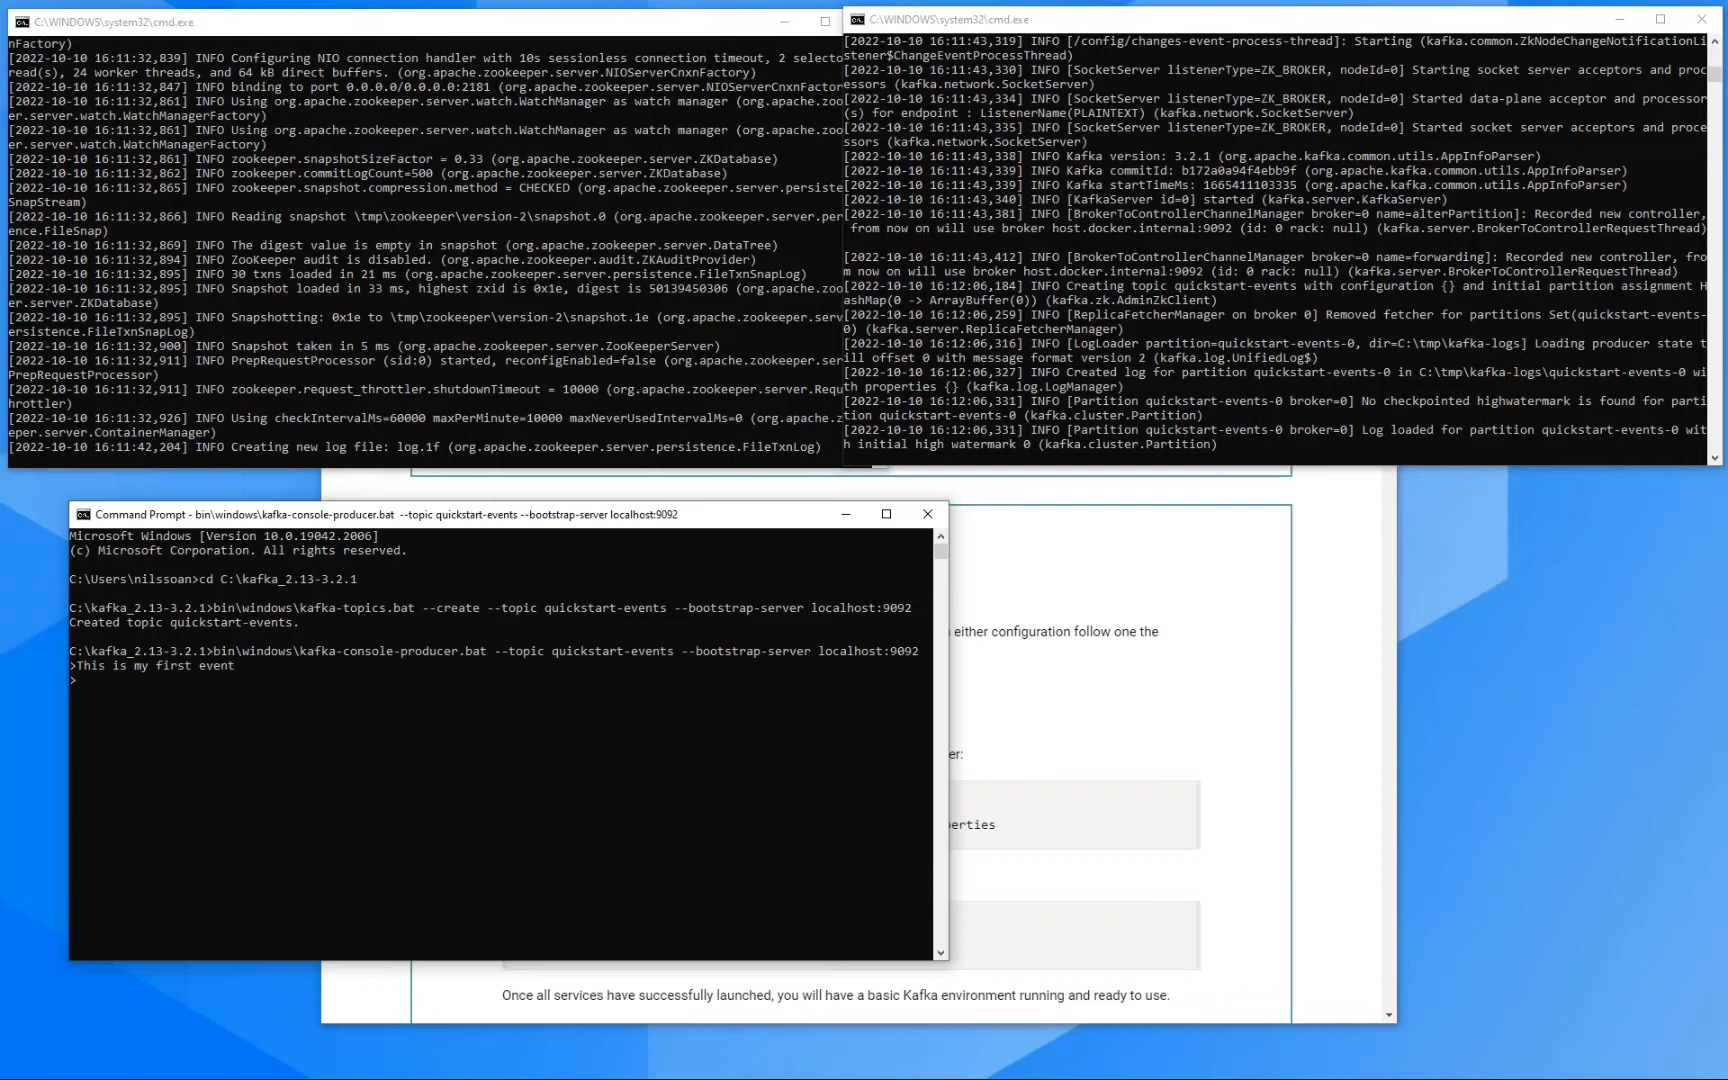 C:\WINDOWS\system32\cmd.exe
nFactory)
[2022-10-10 16:11:32,839] INFO Configuring NIO connection handler with 10s sessionless connection timeout, 2 selecto
read(s), 24 worker threads, and 64 kB direct buffers. (org.apache.zookeeper.server.NIOServerCnxnFactory)
[2022-10-10 16:11:32,847] INFO binding to port 0.0.0.0/0.0.0.0:2181 (org.apache.zookeeper.server.NIOServerCnxnFactor
[2022-10-10 16:11:32,861] INFO Using org.apache.zookeeper.server.watch.WatchManager as watch manager (org.apache.zoo
er.server.watch.WatchManagerFactory)
[2022-10-10 16:11:32,861] INFO Using org.apache.zookeeper.server.watch.WatchManager as watch manager (org.apache.zoo
er.server.watch.WatchManagerFactory)
[2022-10-10 16:11:32,861] INFO zookeeper.snapshotSizeFactor = 0.33 (org.apache.zookeeper.server.ZKDatabase)
[2022-10-10 16:11:32,862] INFO zookeeper.commitLogCount=500 (org.apache.zookeeper.server.ZKDatabase)
[2022-10-10 16:11:32,865] INFO zookeeper.snapshot.compression.method = CHECKED (org.apache.zookeeper.server.persiste
SnapStream)
[2022-10-10 16:11:32,866] INFO Reading snapshot \tmp\zookeeper\version-2\snapshot.0 (org.apache.zookeeper.server.per
ence.FileSnap)
[2022-10-10 16:11:32,869] INFO The digest value is empty in snapshot (org.apache.zookeeper.server.DataTree)
[2022-10-10 16:11:32,894] INFO ZooKeeper audit is disabled. (org.apache.zookeeper.audit.ZKAuditProvider)
[2022-10-10 16:11:32,895] INFO 30 txns loaded in 21 ms (org.apache.zookeeper.server.persistence.FileTxnSnapLog)
[2022-10-10 16:11:32,895] INFO Snapshot loaded in 33 ms, highest zxid is 0x1e, digest is 50139450306 (org.apache.zoo
er.server.ZKDatabase)
[2022-10-10 16:11:32,895] INFO Snapshotting: 0x1e to \tmp\zookeeper\version-2\snapshot.1e (org.apache.zookeeper.serv
ersistence.FileTxnSnapLog)
[2022-10-10 16:11:32,900] INFO Snapshot taken in 5 ms (org.apache.zookeeper.server.ZooKeeperServer)
[2022-10-10 16:11:32,911] INFO PrepRequestProcessor (sid:0) started, reconfigEnabled=false (org.apache.zookeeper.ser
PrepRequestProcessor)
[2022-10-10 16:11:32,911] INFO zookeeper.request_throttler.shutdownTimeout = 10000 (org.apache.zookeeper.server.Requ
hrottler)
[2022-10-10 16:11:32,926] INFO Using checkIntervalMs=60000 maxPerMinute=10000 maxNeverUsedIntervalMs=0 (org.apache.z
eper.server.ContainerManager)
[2022-10-10 16:11:42,204] INFO Creating new log file: log.1f (org.apache.zookeeper.server.persistence.FileTxnLog)
C:\WINDOWS\system32\cmd.exe
[2022-10-10 16:11:43,319] INFO [/config/changes-event-process-thread]: Starting (kafka.common.ZkNodeChangeNotificationLi
stener$ChangeEventProcessThread)
[2022-10-10 16:11:43,330] INFO [SocketServer listenerType=ZK_BROKER, nodeId=0] Starting socket server acceptors and proc
essors (kafka.network.SocketServer)
[2022-10-10 16:11:43,334] INFO [SocketServer listenerType=ZK_BROKER, nodeId=0] Started data-plane acceptor and processor
(s) for endpoint : ListenerName(PLAINTEXT) (kafka.network.SocketServer)
[2022-10-10 16:11:43,335] INFO [SocketServer listenerType=ZK_BROKER, nodeId=0] Started socket server acceptors and proce
ssors (kafka.network.SocketServer)
[2022-10-10 16:11:43,338] INFO Kafka version: 3.2.1 (org.apache.kafka.common.utils.AppInfoParser)
[2022-10-10 16:11:43,339] INFO Kafka commitId: b172a0a94f4ebb9f (org.apache.kafka.common.utils.AppInfoParser)
[2022-10-10 16:11:43,339] INFO Kafka startTimeMs: 1665411103335 (org.apache.kafka.common.utils.AppInfoParser)
[2022-10-10 16:11:43,340] INFO [KafkaServer id=0] started (kafka.server.KafkaServer)
[2022-10-10 16:11:43,381] INFO [BrokerToControllerChannelManager broker=0 name=alterPartition]: Recorded new controller,
from now on will use broker host.docker.internal:9092 (id: 0 rack: null) (kafka.server.BrokerToControllerRequestThread)
[2022-10-10 16:11:43,412] INFO [BrokerToControllerChannelManager broker=0 name=forwarding]: Recorded new controller, fro
m now on will use broker host.docker.internal:9092 (id: 0 rack: null) (kafka.server.BrokerToControllerRequestThread)
[2022-10-10 16:12:06,184] INFO Creating topic quickstart-events with configuration {} and initial partition assignment H
ashMap(0 -> ArrayBuffer(0)) (kafka.zk.AdminZkClient)
[2022-10-10 16:12:06,259] INFO [ReplicaFetcherManager on broker 0] Removed fetcher for partitions Set(quickstart-events-
0) (kafka.server.ReplicaFetcherManager)
[2022-10-10 16:12:06,316] INFO [LogLoader partition=quickstart-events-0, dir=C:\tmp\kafka-logs] Loading producer state t
ill offset 0 with message format version 2 (kafka.log.UnifiedLog$)
[2022-10-10 16:12:06,327] INFO Created log for partition quickstart-events-0 in C:\tmp\kafka-logs\quickstart-events-0 wi
th properties {} (kafka.log.LogManager)
[2022-10-10 16:12:06,331] INFO [Partition quickstart-events-0 broker=0] No checkpointed highwatermark is found for parti
tion quickstart-events-0 (kafka.cluster.Partition)
[2022-10-10 16:12:06,331] INFO [Partition quickstart-events-0 broker=0] Log loaded for partition quickstart-events-0 wit
h initial high watermark 0 (kafka.cluster.Partition)
Command Prompt - bin\windows\kafka-console-producer.bat --topic quickstart-events --bootstrap-server localhost:9092
Microsoft Windows [Version 10.0.19042.2006]
(c) Microsoft Corporation. All rights reserved.
C:\Users\nilssoan>cd C:\kafka_2.13-3.2.1
C:\kafka_2.13-3.2.1>bin\windows\kafka-topics.bat --create --topic quickstart-events --bootstrap-server localhost:9092
Created topic quickstart-events.
C:\kafka_2.13-3.2.1>bin\windows\kafka-console-producer.bat --topic quickstart-events --bootstrap-server localhost:9092
>This is my first event
>
either configuration follow one the
er:
perties
Once all services have successfully launched, you will have a basic Kafka environment running and ready to use.